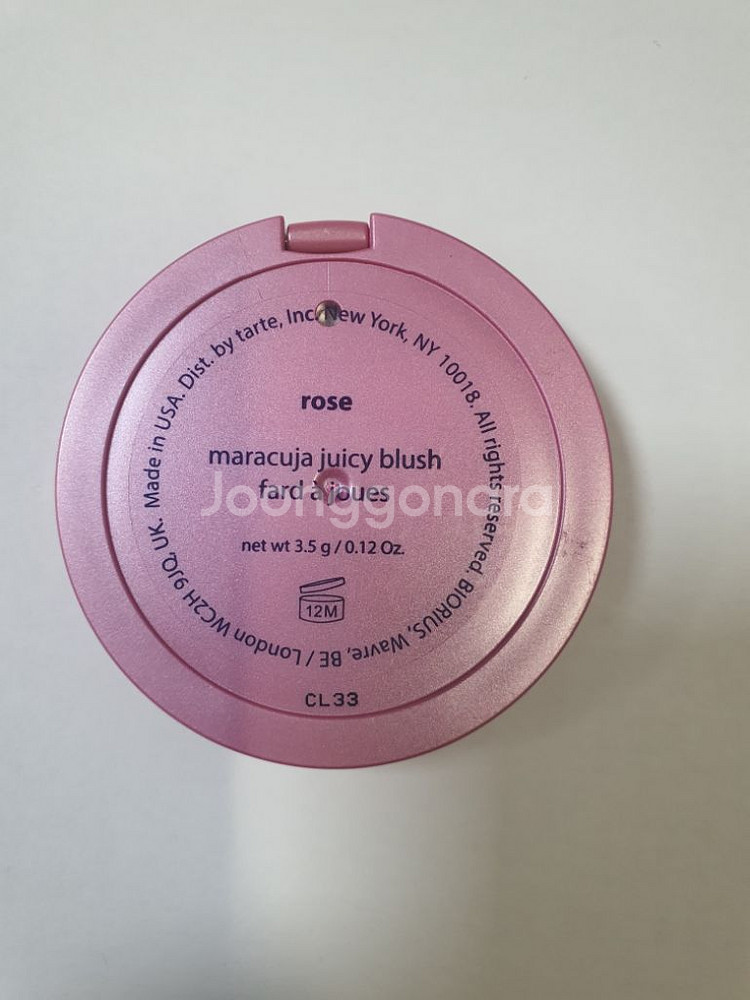 Made in USA. Dist. by tarte, Inc. New York, NY 10018. All rights reserved. BIORIUS, Wavre, BE / London WC2H 9JQ, UK.
rose
maracuja juicy blush
fard à joues
Joonggonara
net wt 3.5 g / 0.12 Oz.
12M
CL33